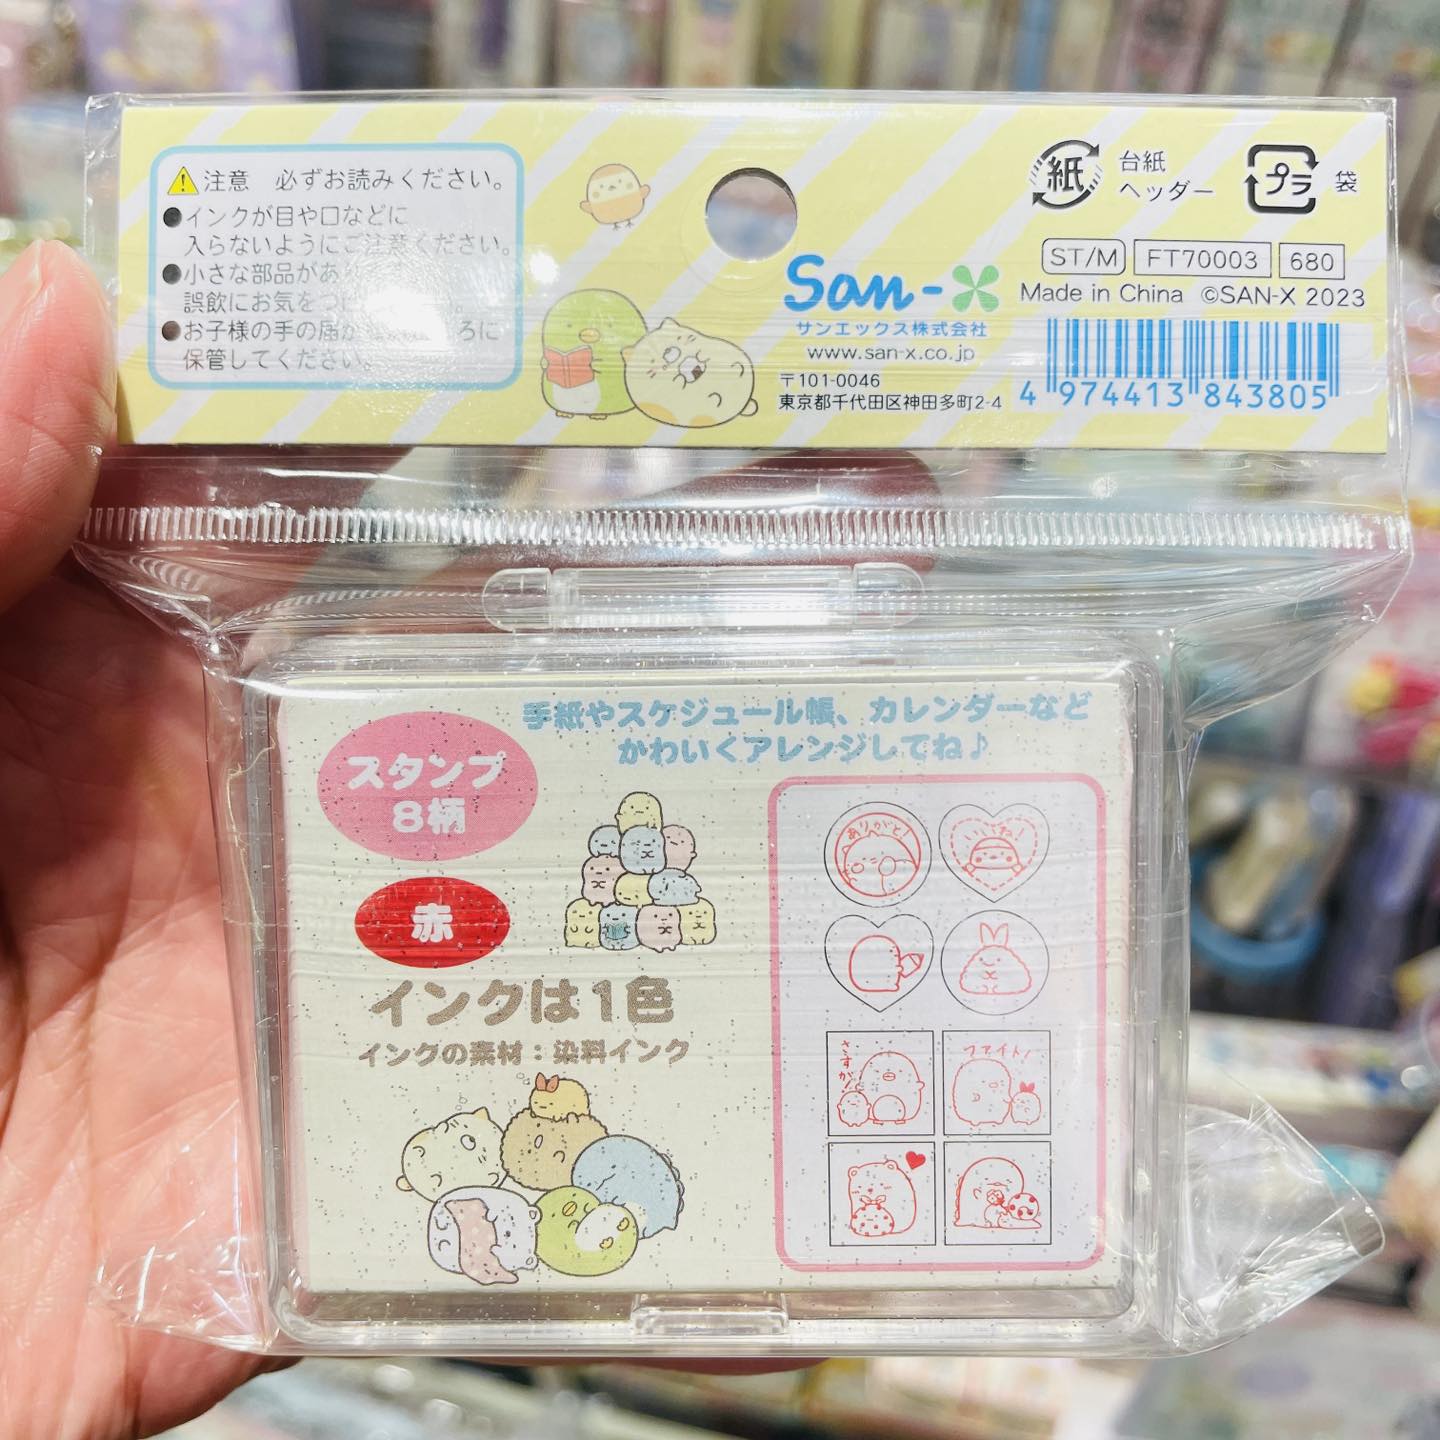 注意 必ずお読みください。
●インクが目や口などに
入らないようにご注意ください。
●小さな部品があり
誤飲にお気をつ
●お子様の手の届か ろに
保管してください。
紙
台紙
ヘッダー
プラ
袋
ST/M
FT70003
680
Made in China ©SAN-X 2023
San-X
サンエックス株式会社
www.san-x.co.jp
〒101-0046
東京都千代田区神田多町2-4
4 974413 843805
手紙やスケジュール帳、カレンダーなど
かわいくアレンジしてね♪
スタンプ
8柄
赤
インクは1色
インクの素材：染料インク
ありがと!
いいね!
さすが!
ファイト!